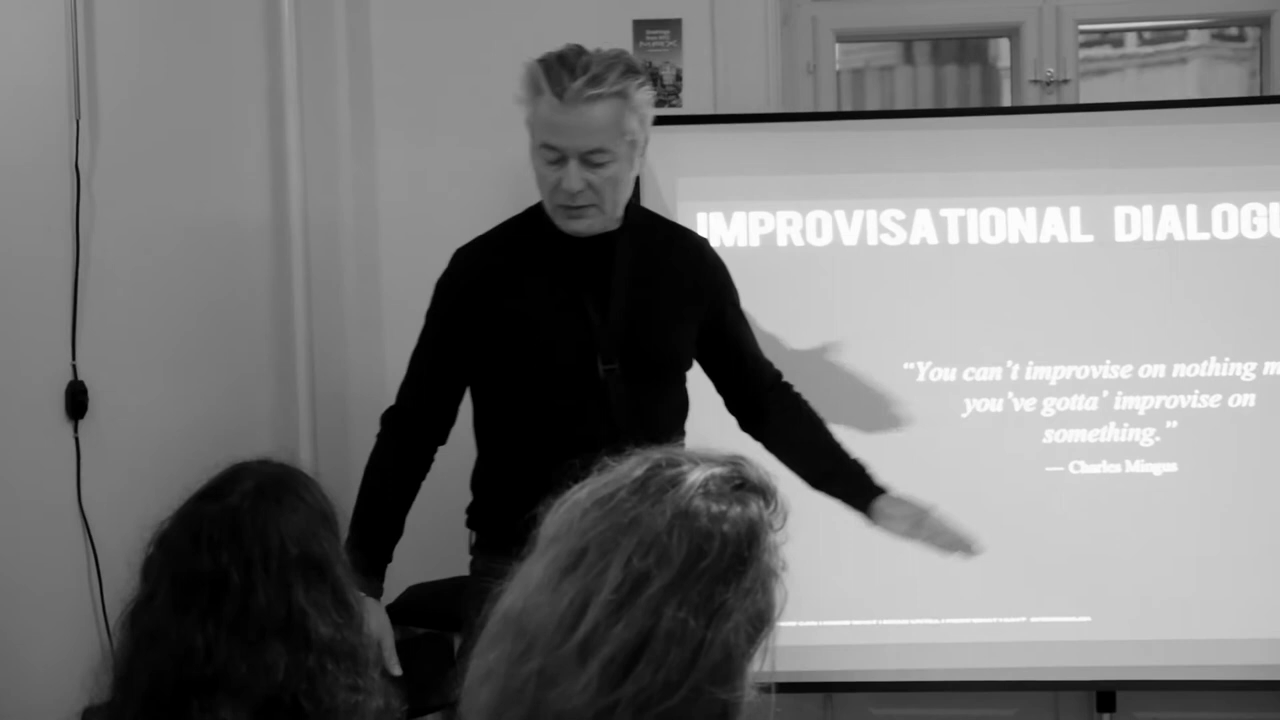 IMPROVISATIONAL DIALOGU
“You can’t improvise on nothing m
you’ve gotta’ improvise on
something.”
— Charles Mingus